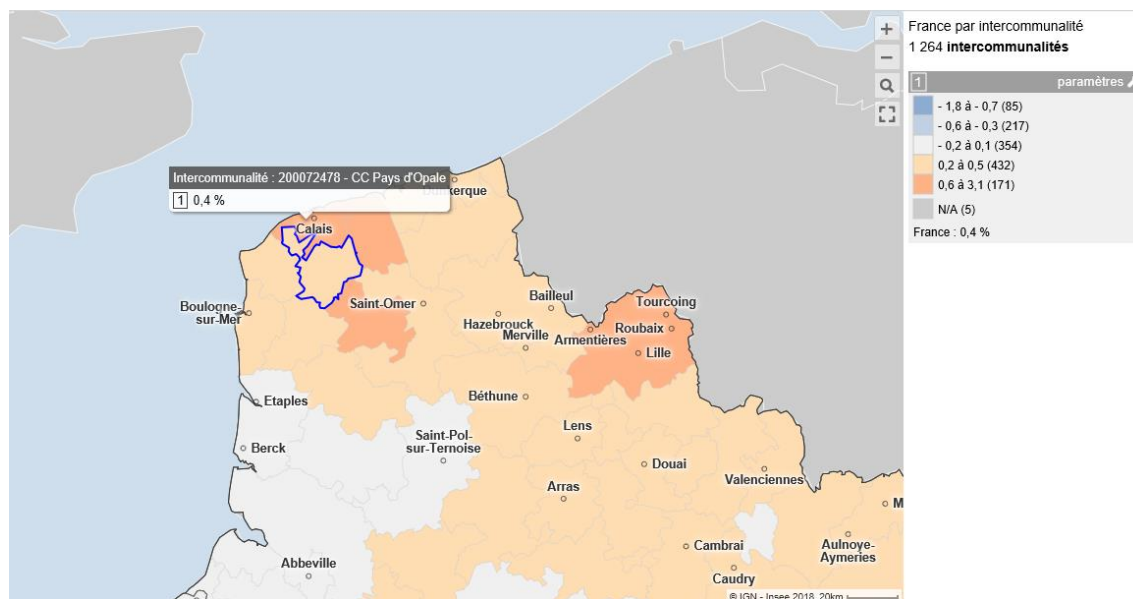 France par intercommunalité
1 264 intercommunalités
1 paramètres
- 1,8 à - 0,7 (85)
- 0,6 à - 0,3 (217)
- 0,2 à 0,1 (354)
0,2 à 0,5 (432)
0,6 à 3,1 (171)
N/A (5)
France : 0,4 %
Intercommunalité : 200072478 - CC Pays d'Opale
1 0,4 %
Calais
Boulogne-
sur-Mer
Saint-Omer
Bailleul
Hazebrouck
Merville
Armentières
Tourcoing
Roubaix
Lille
Béthune
Etaples
Berck
Saint-Pol-
sur-Ternoise
Lens
Douai
Valenciennes
Arras
Abbeville
Cambrai
Caudry
Aulnoye-
Aymeries
M
© IGN - Insee 2018 20km